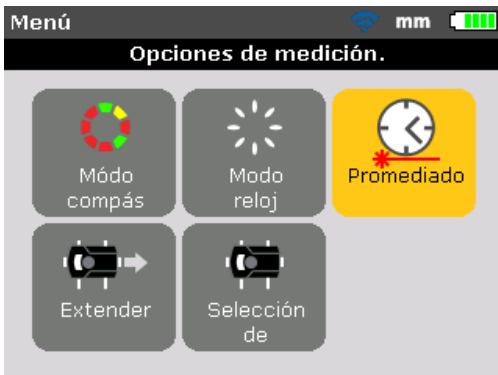 Menú mm
Opciones de medición.
Módo
compás
Modo
reloj
Promediado
Extender
Selección
de